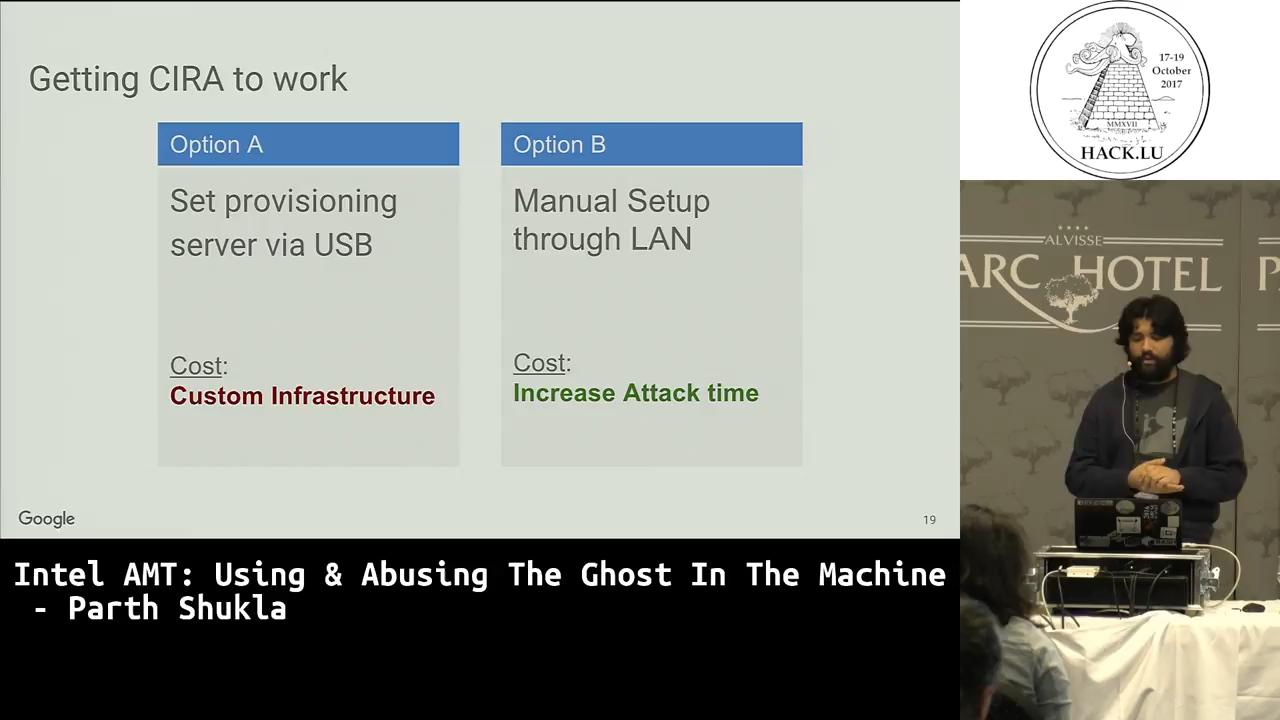 Getting CIRA to work
Option A
Set provisioning
server via USB
Cost:
Custom Infrastructure
Option B
Manual Setup
through LAN
Cost:
Increase Attack time
Google
19
17-19
October
2017
MMXVII
HACK.LU
ALVISSE
PARC HOTEL
P
Intel AMT: Using & Abusing The Ghost In The Machine
- Parth Shukla